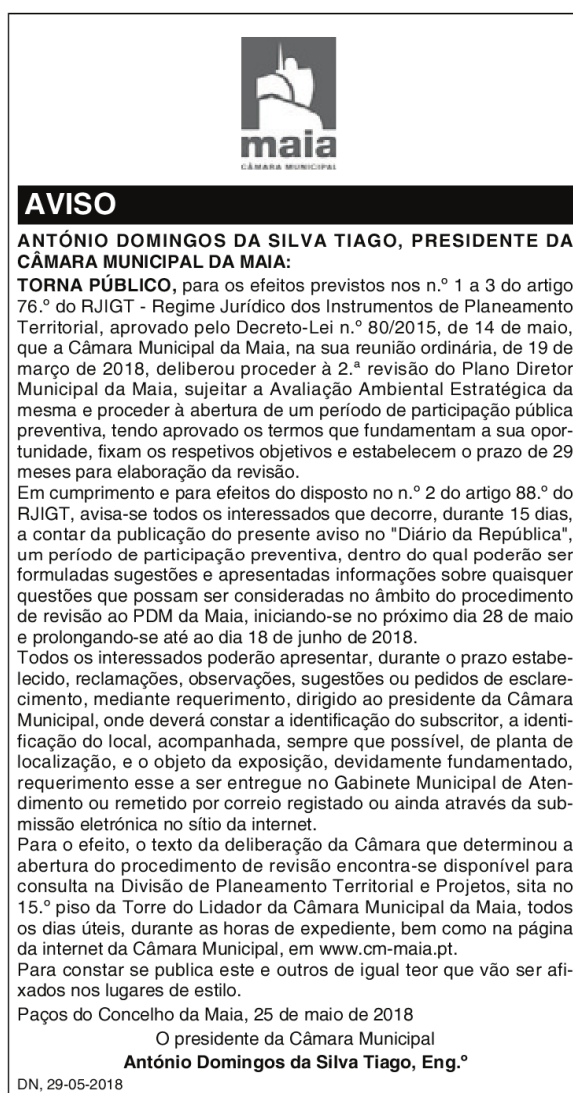 maia
CÂMARA MUNICIPAL
AVISO
ANTÓNIO DOMINGOS DA SILVA TIAGO, PRESIDENTE DA
CÂMARA MUNICIPAL DA MAIA:
TORNA PÚBLICO, para os efeitos previstos nos n.º 1 a 3 do artigo
76.º do RJIGT - Regime Jurídico dos Instrumentos de Planeamento
Territorial, aprovado pelo Decreto-Lei n.º 80/2015, de 14 de maio,
que a Câmara Municipal da Maia, na sua reunião ordinária, de 19 de
março de 2018, deliberou proceder à 2.ª revisão do Plano Diretor
Municipal da Maia, sujeitar a Avaliação Ambiental Estratégica da
mesma e proceder à abertura de um período de participação pública
preventiva, tendo aprovado os termos que fundamentam a sua opor-
tunidade, fixam os respetivos objetivos e estabelecem o prazo de 29
meses para elaboração da revisão.
Em cumprimento e para efeitos do disposto no n.º 2 do artigo 88.º do
RJIGT, avisa-se todos os interessados que decorre, durante 15 dias,
a contar da publicação do presente aviso no "Diário da República",
um período de participação preventiva, dentro do qual poderão ser
formuladas sugestões e apresentadas informações sobre quaisquer
questões que possam ser consideradas no âmbito do procedimento
de revisão ao PDM da Maia, iniciando-se no próximo dia 28 de maio
e prolongando-se até ao dia 18 de junho de 2018.
Todos os interessados poderão apresentar, durante o prazo estabe-
lecido, reclamações, observações, sugestões ou pedidos de esclare-
cimento, mediante requerimento, dirigido ao presidente da Câmara
Municipal, onde deverá constar a identificação do subscritor, a identi-
ficação do local, acompanhada, sempre que possível, de planta de
localização, e o objeto da exposição, devidamente fundamentado,
requerimento esse a ser entregue no Gabinete Municipal de Aten-
dimento ou remetido por correio registado ou ainda através da sub-
missão eletrónica no sítio da internet.
Para o efeito, o texto da deliberação da Câmara que determinou a
abertura do procedimento de revisão encontra-se disponível para
consulta na Divisão de Planeamento Territorial e Projetos, sita no
15.º piso da Torre do Lidador da Câmara Municipal da Maia, todos
os dias úteis, durante as horas de expediente, bem como na página
da internet da Câmara Municipal, em www.cm-maia.pt.
Para constar se publica este e outros de igual teor que vão ser afi-
xados nos lugares de estilo.
Paços do Concelho da Maia, 25 de maio de 2018
O presidente da Câmara Municipal
António Domingos da Silva Tiago, Eng.º
DN, 29-05-2018